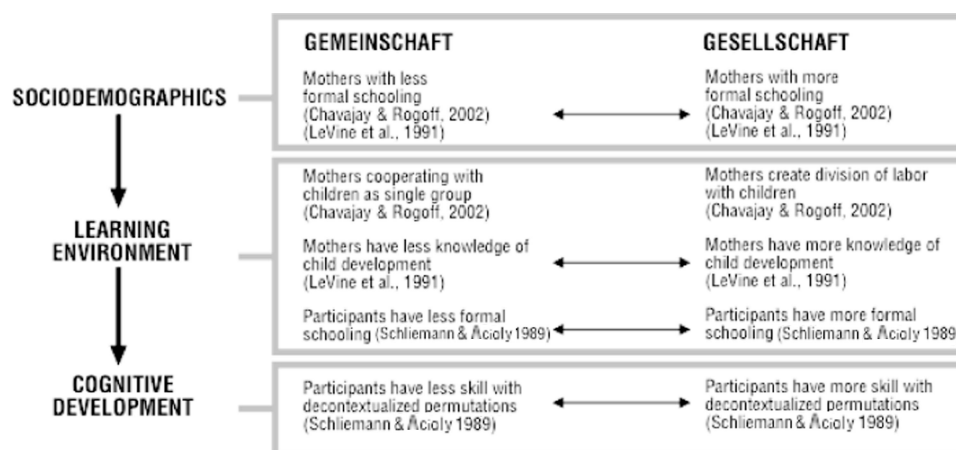 GEMEINSCHAFT
GESELLSCHAFT
SOCIODEMOGRAPHICS
Mothers with less
formal schooling
(Chavajay & Rogoff, 2002)
(LeVine et al., 1991)
Mothers with more
formal schooling
(Chavajay & Rogoff, 2002)
(LeVine et al., 1991)
LEARNING
ENVIRONMENT
Mothers cooperating with
children as single group
(Chavajay & Rogoff, 2002)
Mothers create division of labor
with children
(Chavajay & Rogoff, 2002)
Mothers have less knowledge of
child development
(LeVine et al., 1991)
Mothers have more knowledge of
child development
(LeVine et al., 1991)
Participants have less formal
schooling (Schliemann & Acioly 1989)
Participants have more formal
schooling (Schliemann & Acioly 1989
COGNITIVE
DEVELOPMENT
Participants have less skill with
decontextualized permutations
(Schliemann & Acioly 1989)
Participants have more skill with
decontextualized permutations
(Schliemann & Acioly 1989)